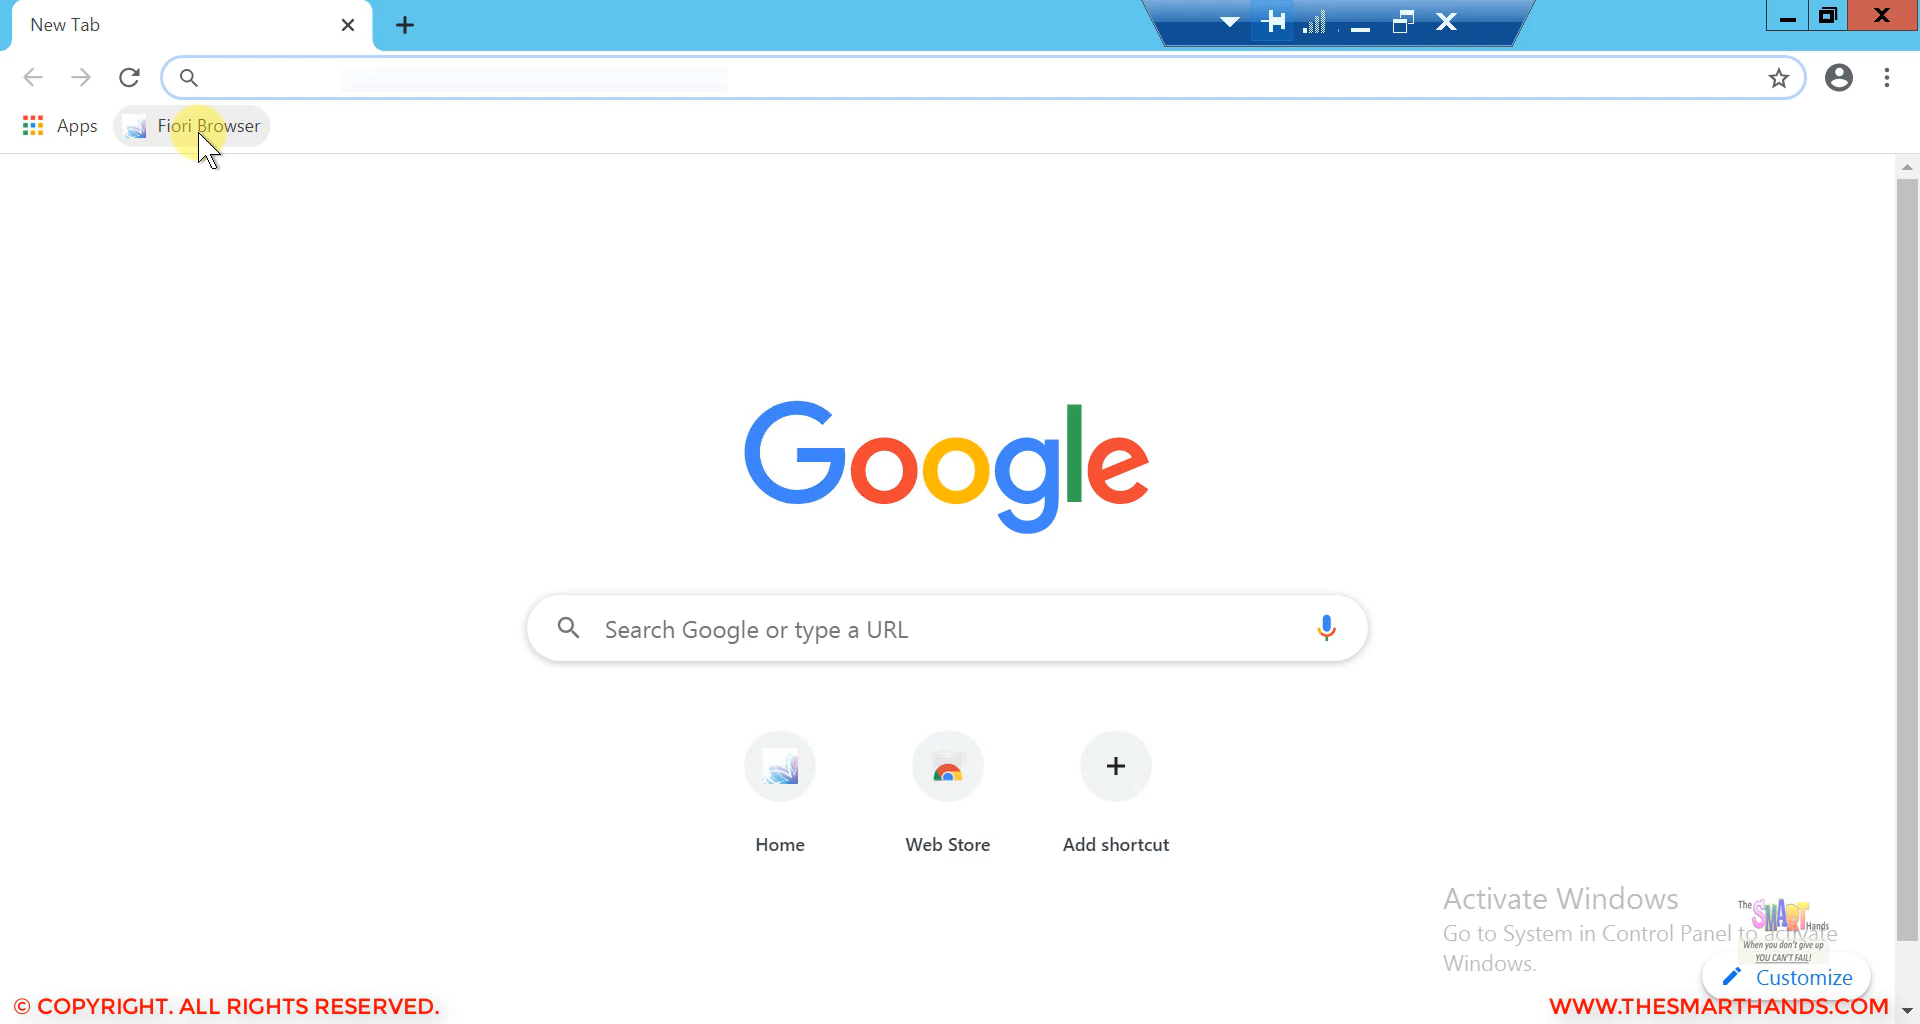 New Tab
Apps
Fiori Browser
Google
Search Google or type a URL
Home
Web Store
Add shortcut
Activate Windows
Go to System in Control Panel to activate
Windows.
The SMART Hands
When you don't give up
YOU CAN'T FAIL!
Customize
© COPYRIGHT. ALL RIGHTS RESERVED.
WWW.THESMARTHANDS.COM